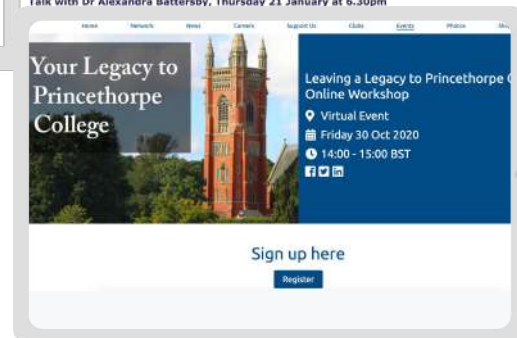 Talk with Dr Alexandra Battersby, Thursday 21 January at 6.30pm
Home Network News Careers Support Us Clubs Events Photos
Your Legacy to
Princethorpe
College
Leaving a Legacy to Princethorpe
Online Workshop
Virtual Event
Friday 30 Oct 2020
14:00 - 15:00 BST
Sign up here
Register